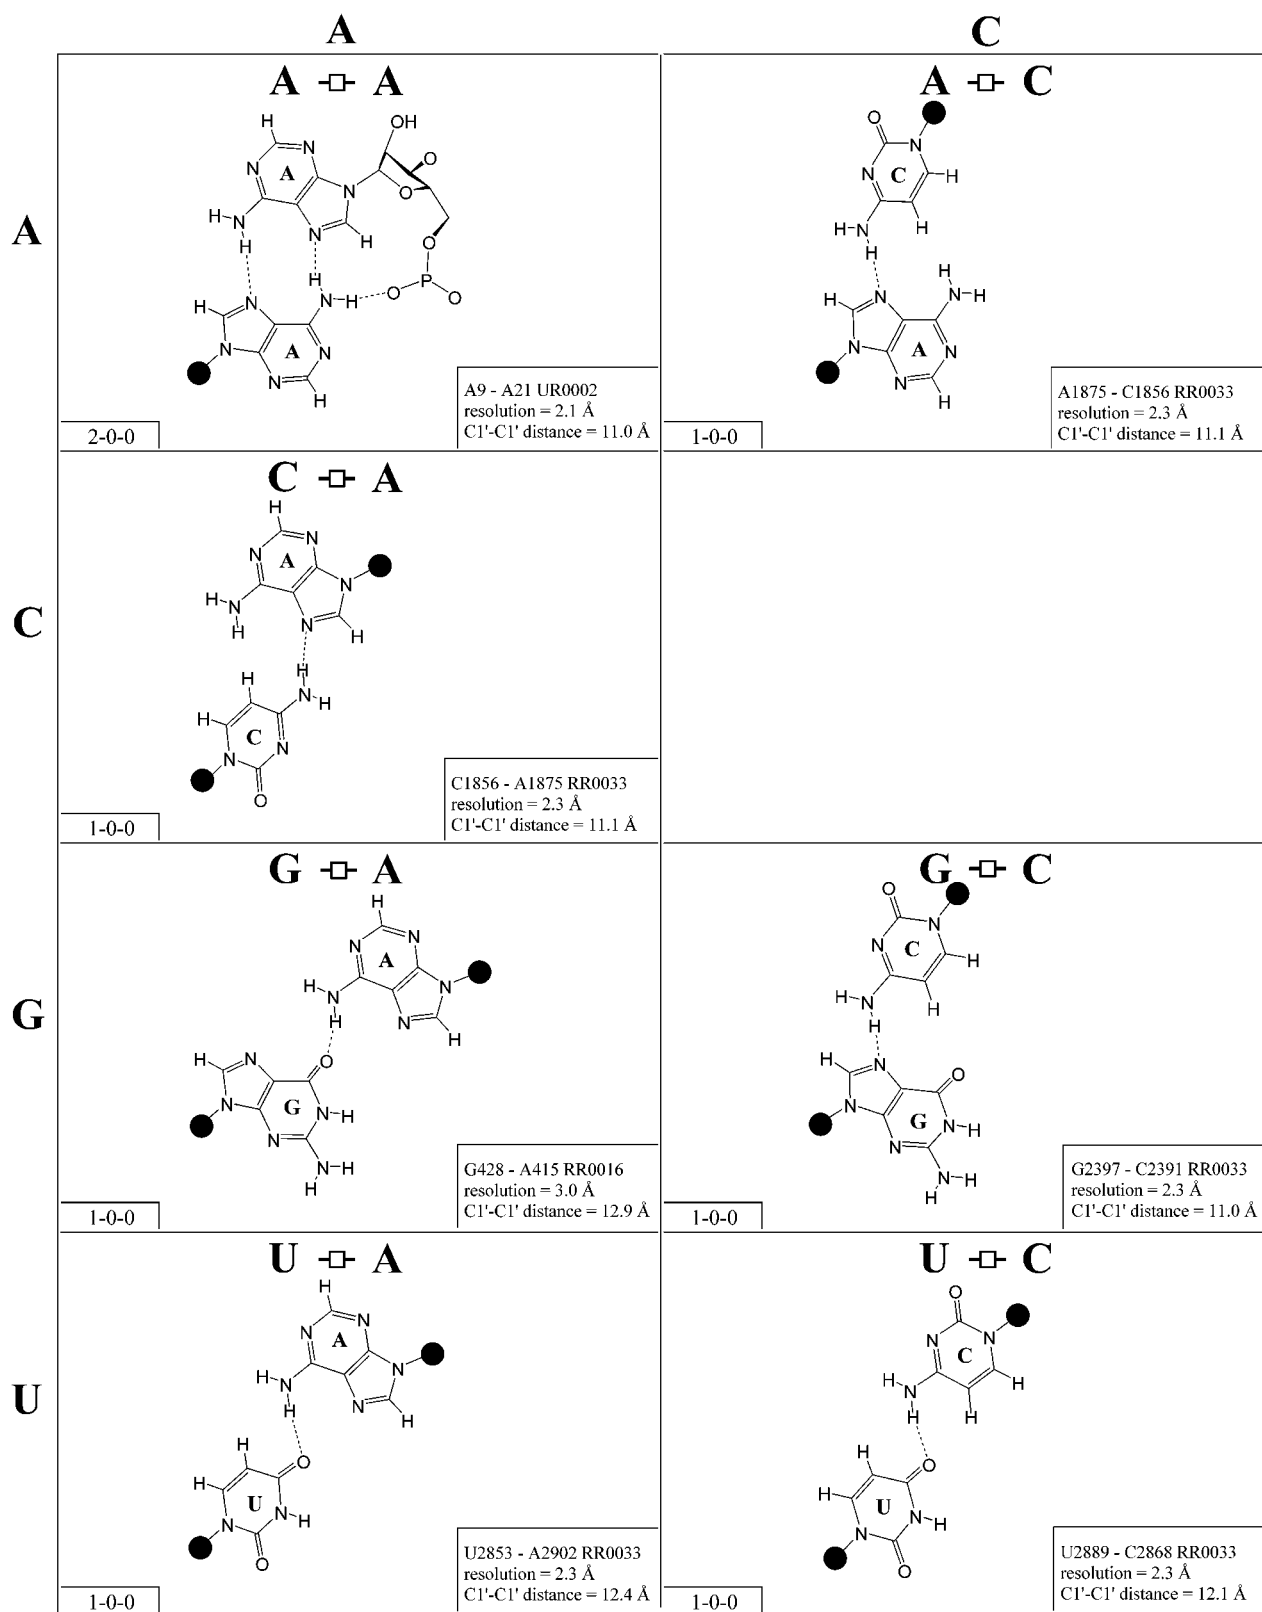 A C
A
A A
H
OH
N N
A
O
N
N
O
H N
N
H
H
O
H
P
H N H
O
O
H N
A
N
N
N
H
A9 - A21 UR0002
resolution = 2.1 Å
C1'-C1' distance = 11.0 Å
2-0-0
A C
O
N
N
C
H
H N
H
H
H
H N
N H
A
N
N
N
H
A1875 - C1856 RR0033
resolution = 2.3 Å
C1'-C1' distance = 11.1 Å
1-0-0
C
C A
H
N
N
A
N
H N
N
H
H
H
H
N
H
H
C
N
N
O
C1856 - A1875 RR0033
resolution = 2.3 Å
C1'-C1' distance = 11.1 Å
1-0-0
G
G A
H
N
N
A
N
H
N
H
N
H
O
H N
G
N
N H
N
N H
H
G428 - A415 RR0016
resolution = 3.0 Å
C1'-C1' distance = 12.9 Å
1-0-0
G C
O
N
N
C
H
H N
H
H
H N
O
N
G
N H
N
N H
H
G2397 - C2391 RR0033
resolution = 2.3 Å
C1'-C1' distance = 11.0 Å
1-0-0
U
U A
H
N
N
A
N
H N
H
N
H
H
O
H
U
N
N H
O
U2853 - A2902 RR0033
resolution = 2.3 Å
C1'-C1' distance = 12.4 Å
1-0-0
U C
O
N
N
C
H
H N
H
H
H
O
H
U
N
N H
O
U2889 - C2868 RR0033
resolution = 2.3 Å
C1'-C1' distance = 12.1 Å
1-0-0